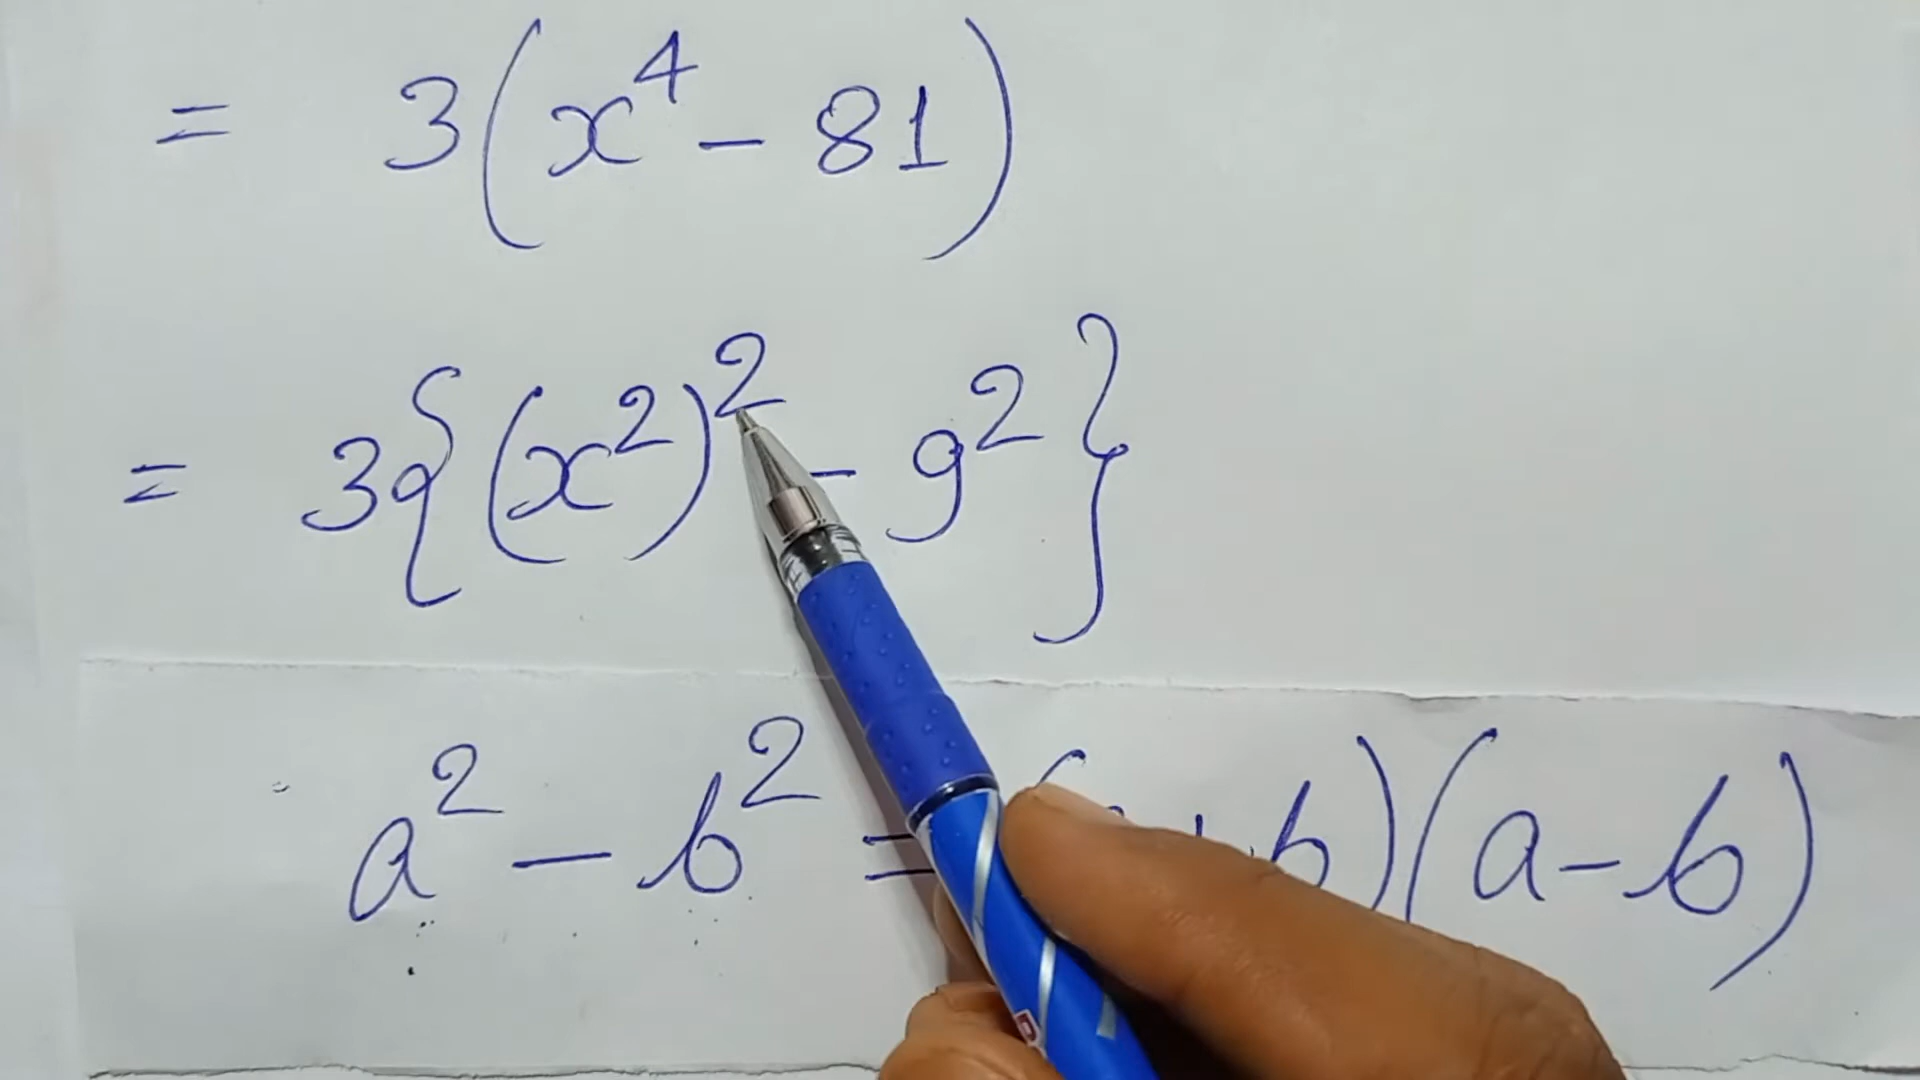 = 3(x⁴ - 81)
= 3{(x²)² - 9²}
a² - b² = (a + b)(a - b)